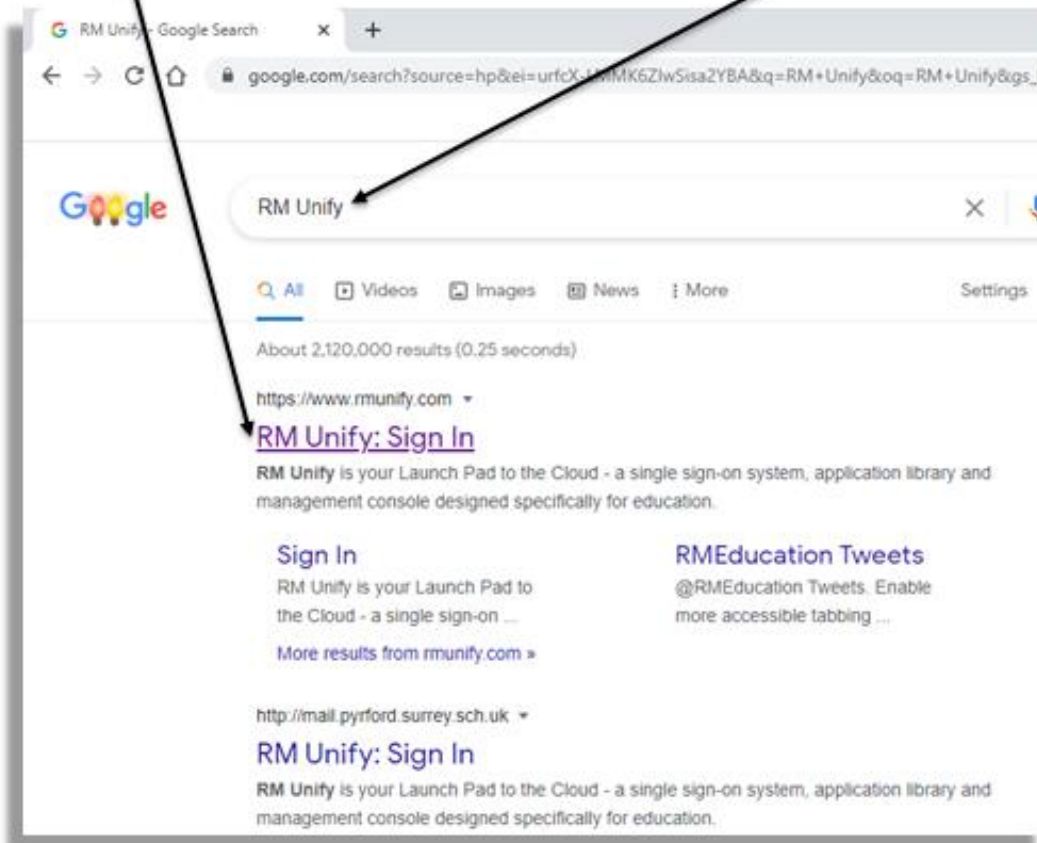 RM Unify - Google Search
google.com/search?source=hp&ei=
RM+Unify&oq=RM+Unify&gs_
Google
RM Unify
All Videos Images News More Settings
About 2,120,000 results (0.25 seconds)
https://www.rmunify.com
RM Unify: Sign In
RM Unify is your Launch Pad to the Cloud - a single sign-on system, application library and
management console designed specifically for education.
Sign In
RM Unify is your Launch Pad to
the Cloud - a single sign-on ...
More results from rmunify.com »
RMEducation Tweets
@RMEducation Tweets. Enable
more accessible tabbing ...
http://mail.pyrford.surrey.sch.uk
RM Unify: Sign In
RM Unify is your Launch Pad to the Cloud - a single sign-on system, application library and
management console designed specifically for education.